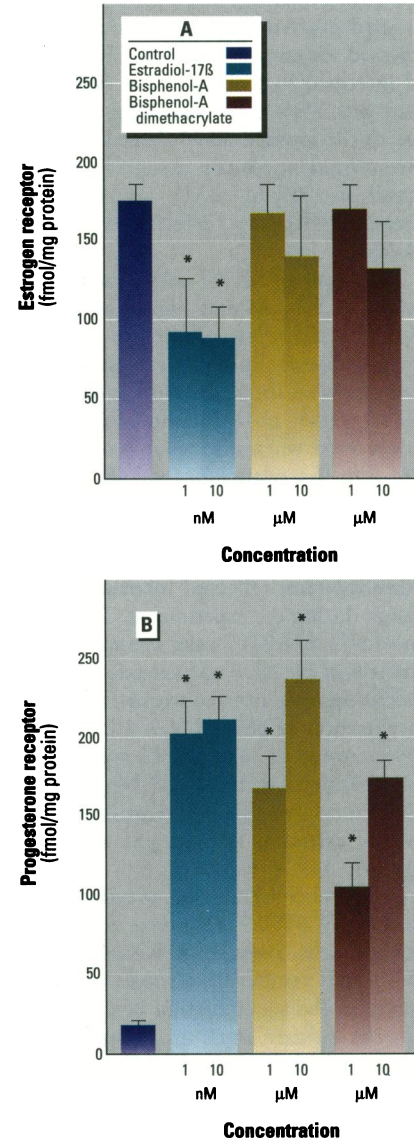 A
Control
Estradiol-17ß
Bisphenol-A
Bisphenol-A
dimethacrylate
Estrogen receptor
(fmol/mg protein)
250
200
150
100
50
0
* *
1 10 1 10 1 10
nM µM µM
Concentration
B
Progesterone receptor
(fmol/mg protein)
250
200
150
100
50
0
* * * * * *
1 10 1 10 1 10
nM µM µM
Concentration